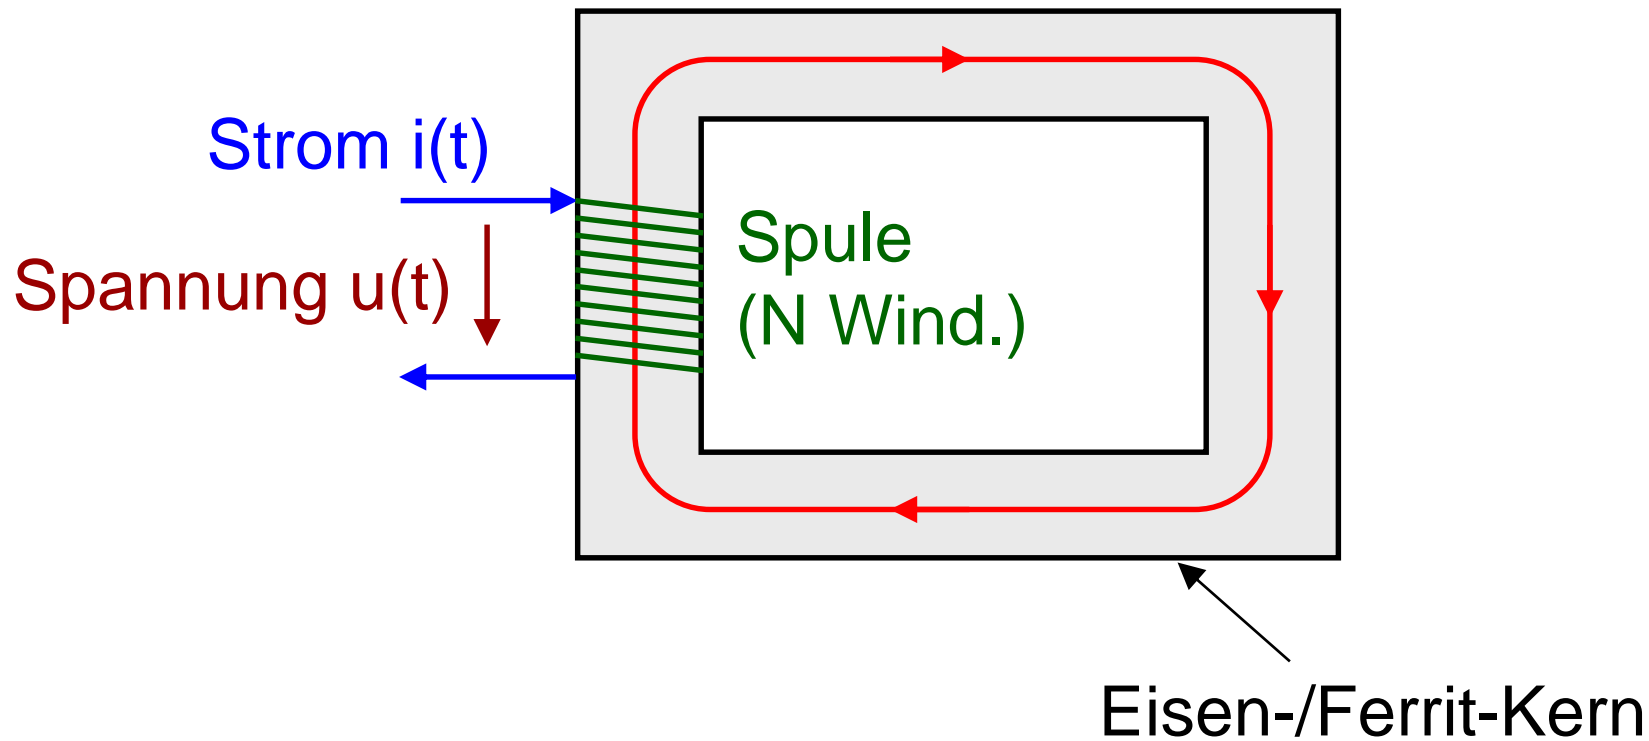 Strom i(t)
Spannung u(t)
Spule
(N Wind.)
Eisen-/Ferrit-Kern